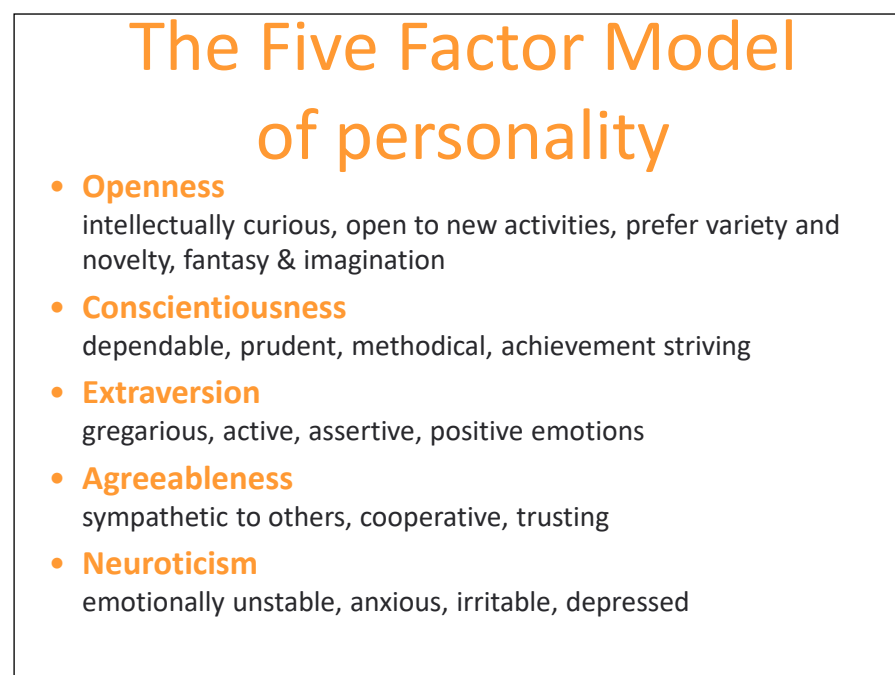 The Five Factor Model
of personality
• Openness
intellectually curious, open to new activities, prefer variety and
novelty, fantasy & imagination
• Conscientiousness
dependable, prudent, methodical, achievement striving
• Extraversion
gregarious, active, assertive, positive emotions
• Agreeableness
sympathetic to others, cooperative, trusting
• Neuroticism
emotionally unstable, anxious, irritable, depressed